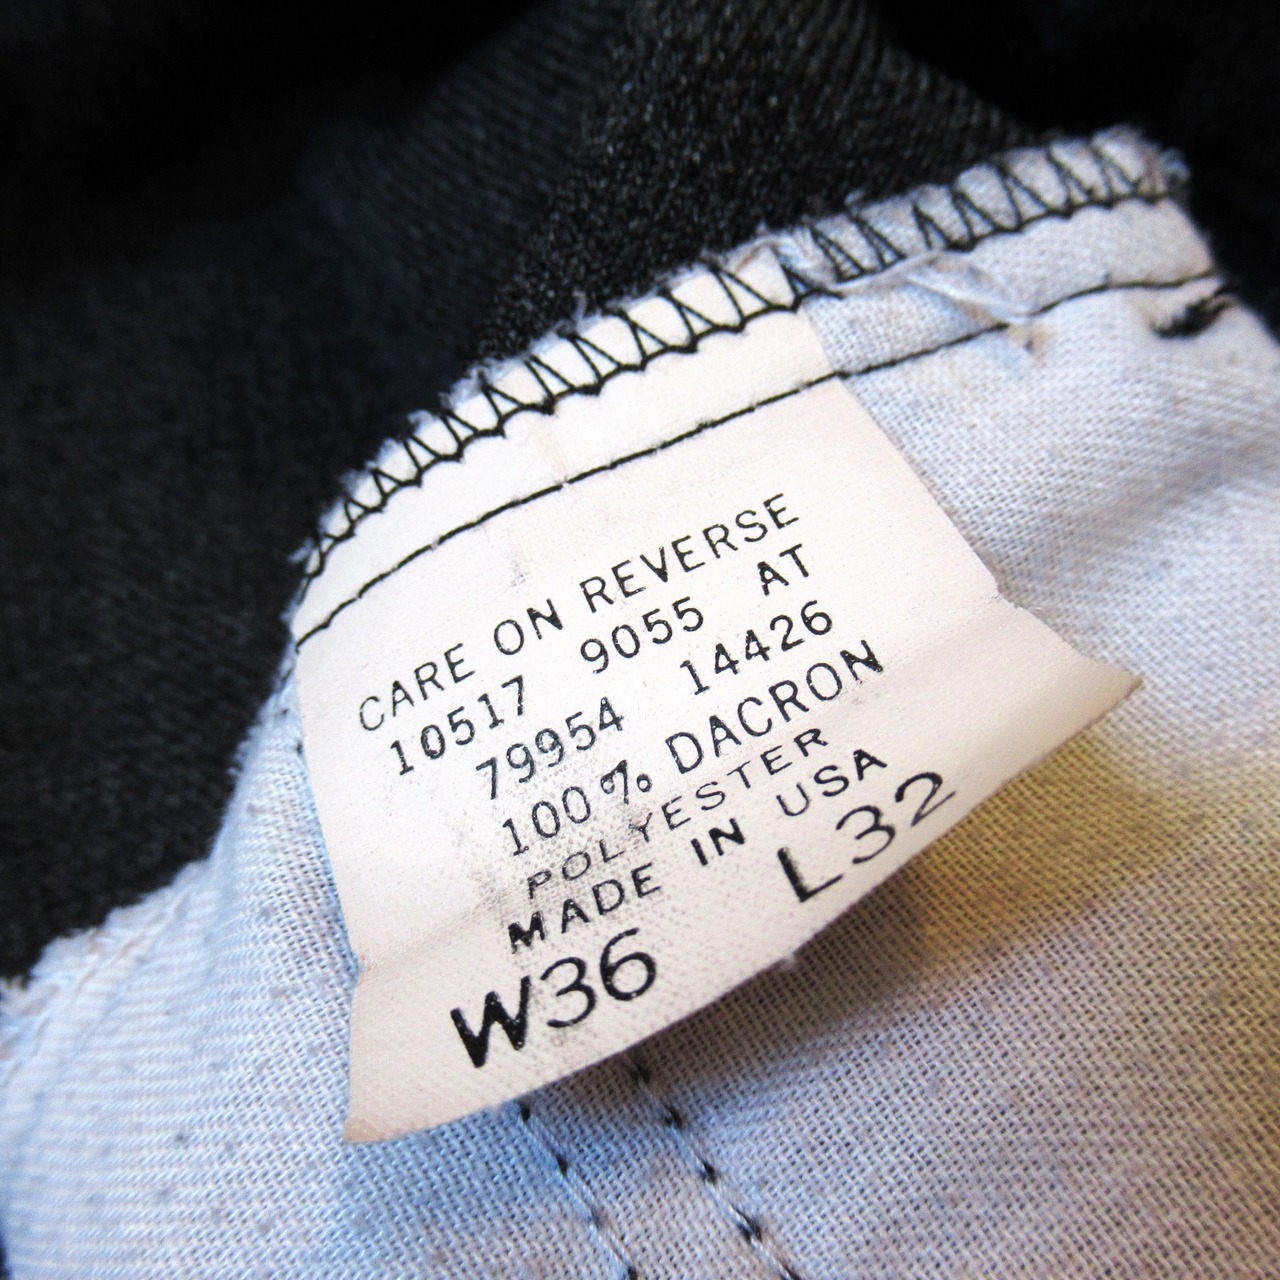 CARE ON REVERSE
10517 9055 AT
79954 14426
100% DACRON
POLYESTER
MADE IN USA
W36 L32